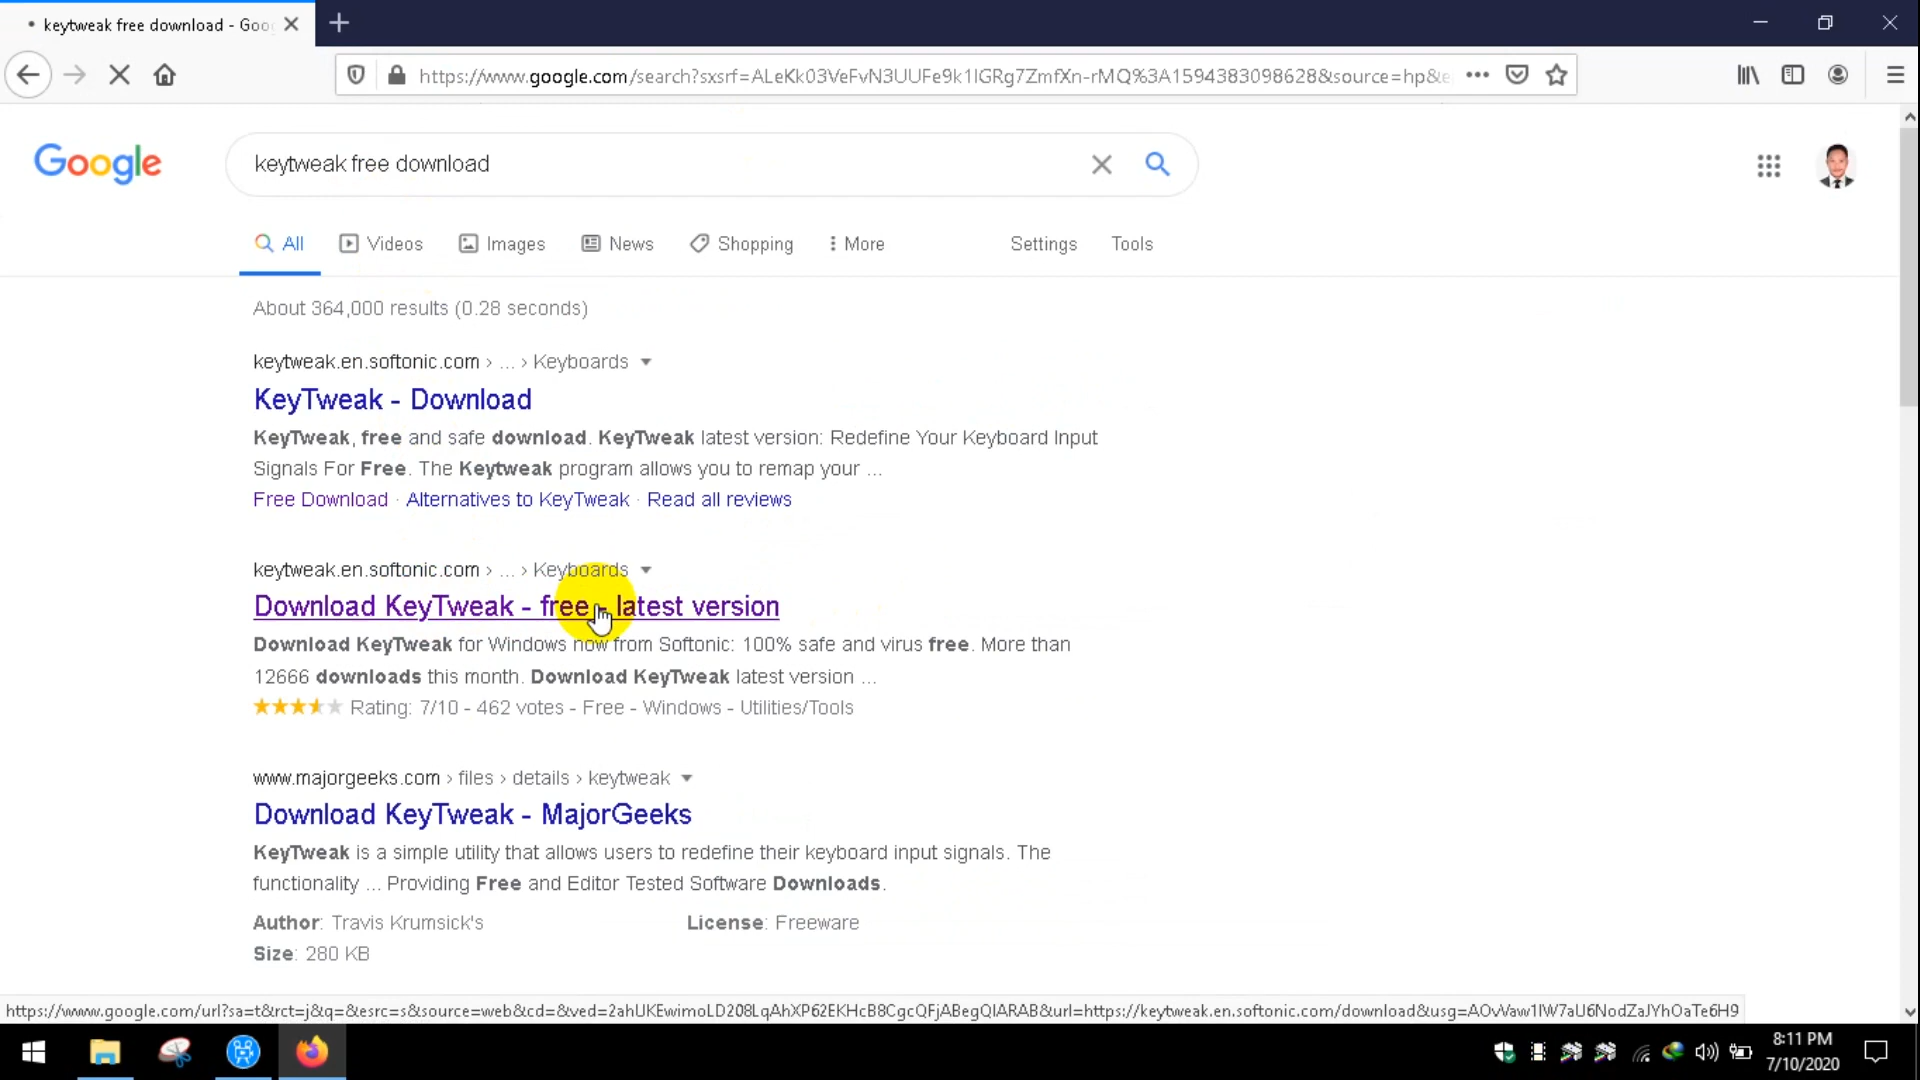 keytweak free download - Goo
https://www.google.com/search?sxsrf=ALeKk03VeFvN3UUFe9k1lGRg7ZmfXn-rMQ%3A1594383098628&source=hp&e
Google
keytweak free download
All Videos Images News Shopping More Settings Tools
About 364,000 results (0.28 seconds)
keytweak.en.softonic.com › ... › Keyboards
KeyTweak - Download
KeyTweak, free and safe download. KeyTweak latest version: Redefine Your Keyboard Input
Signals For Free. The Keytweak program allows you to remap your ...
Free Download · Alternatives to KeyTweak · Read all reviews
keytweak.en.softonic.com › ... › Keyboards
Download KeyTweak - free - latest version
Download KeyTweak for Windows now from Softonic: 100% safe and virus free. More than
12666 downloads this month. Download KeyTweak latest version ...
Rating: 7/10 - 462 votes - Free - Windows - Utilities/Tools
www.majorgeeks.com › files › details › keytweak
Download KeyTweak - MajorGeeks
KeyTweak is a simple utility that allows users to redefine their keyboard input signals. The
functionality ... Providing Free and Editor Tested Software Downloads.
Author: Travis Krumsick's License: Freeware
Size: 280 KB
https://www.google.com/url?sa=t&rct=j&q=&esrc=s&source=web&cd=&ved=2ahUKEwimoLD208LqAhXP62EKHcB8CgcQFjABegQIARAB&url=https://keytweak.en.softonic.com/download&usg=AOvVaw1lW7aU6NodZaJYhOaTe6H9
8:11 PM
7/10/2020